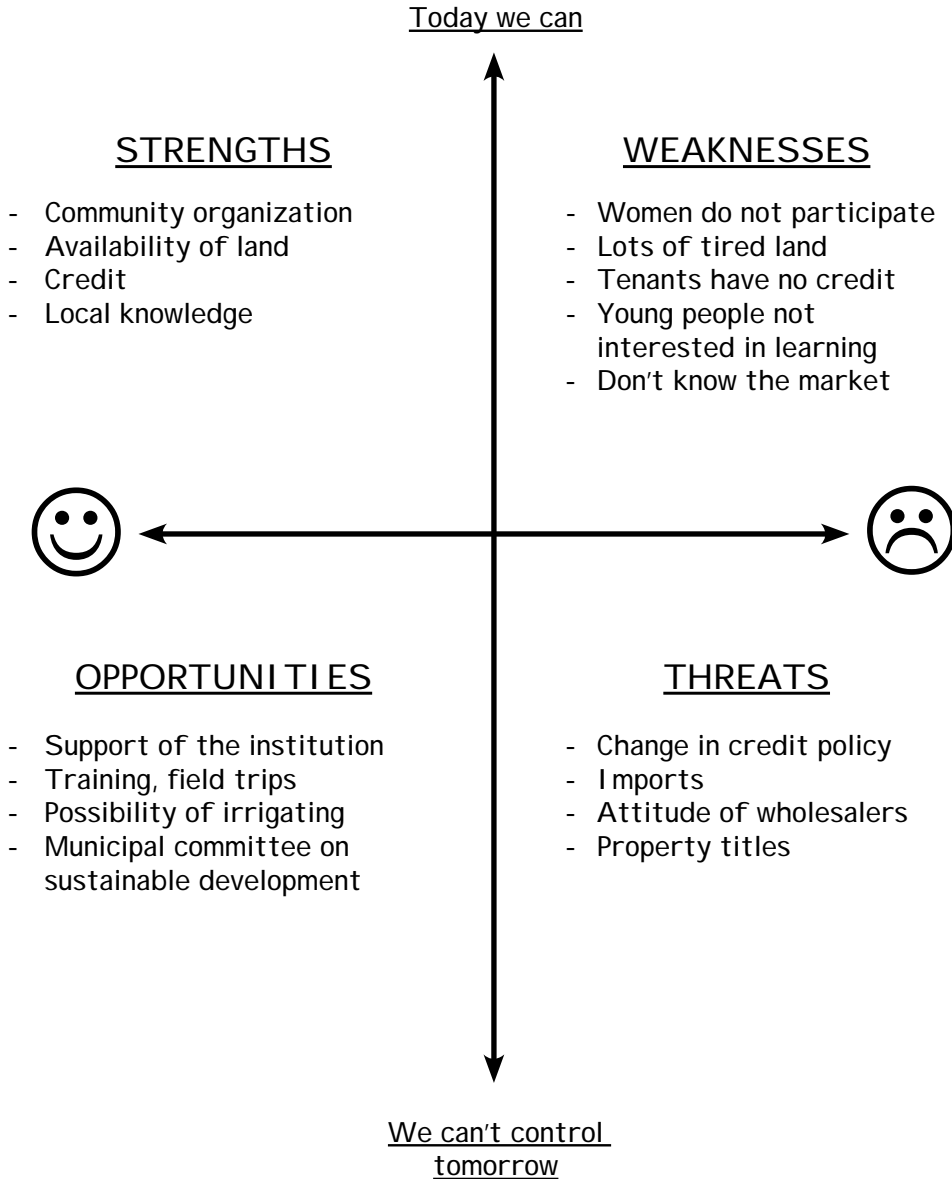 Today we can
STRENGTHS
- Community organization
- Availability of land
- Credit
- Local knowledge
WEAKNESSES
- Women do not participate
- Lots of tired land
- Tenants have no credit
- Young people not
interested in learning
- Don't know the market
OPPORTUNITIES
- Support of the institution
- Training, field trips
- Possibility of irrigating
- Municipal committee on
sustainable development
THREATS
- Change in credit policy
- Imports
- Attitude of wholesalers
- Property titles
We can't control
tomorrow